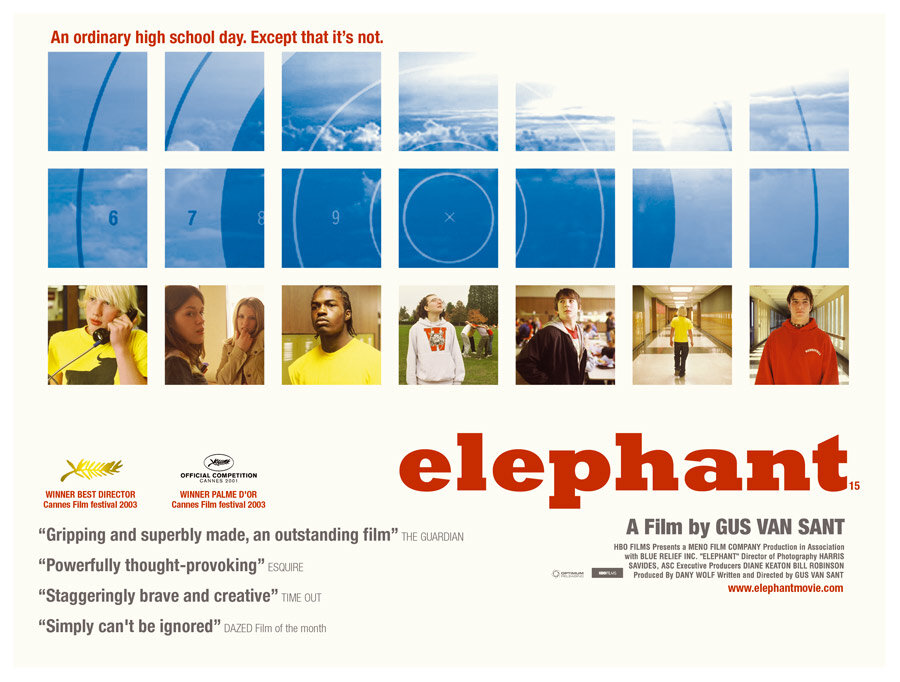 An ordinary high school day. Except that it's not.
6 7 8 9
W
OFFICIAL COMPETITION
CANNES 2001
WINNER BEST DIRECTOR
Cannes Film festival 2003
WINNER PALME D'OR
Cannes Film festival 2003
elephant
15
"Gripping and superbly made, an outstanding film" THE GUARDIAN
"Powerfully thought-provoking" ESQUIRE
"Staggeringly brave and creative" TIME OUT
"Simply can't be ignored" DAZED Film of the month
A Film by GUS VAN SANT
HBO FILMS Presents a MENO FILM COMPANY Production in Association
with BLUE RELIEF INC. "ELEPHANT" Director of Photography HARRIS
SAVIDES, ASC Executive Producers DIANE KEATON BILL ROBINSON
Produced By DANY WOLF Written and Directed by GUS VAN SANT
OPTIMUM
HBO FILMS
www.elephantmovie.com